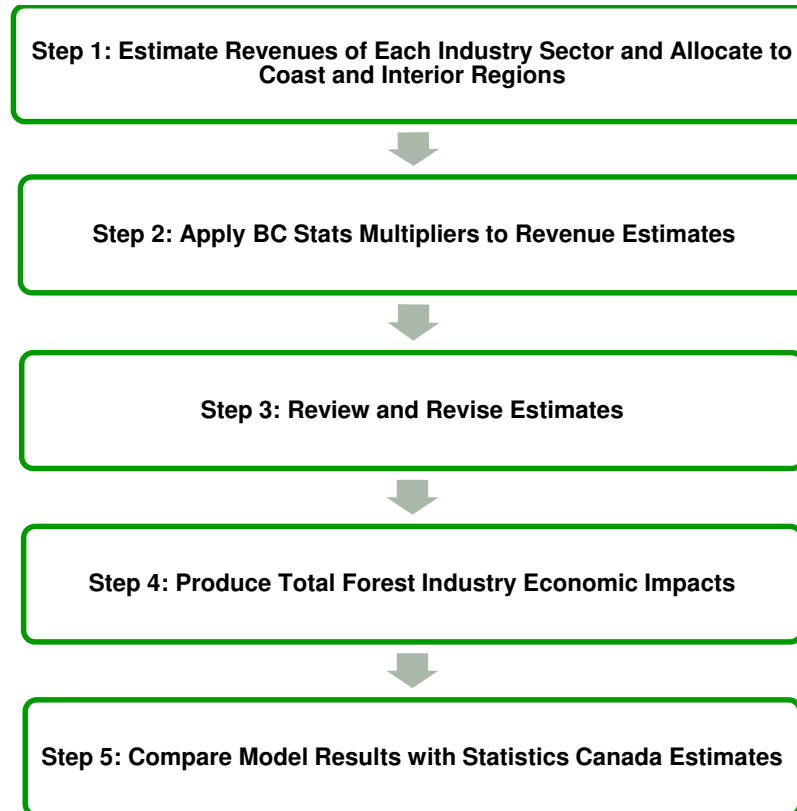 Step 1: Estimate Revenues of Each Industry Sector and Allocate to
Coast and Interior Regions
Step 2: Apply BC Stats Multipliers to Revenue Estimates
Step 3: Review and Revise Estimates
Step 4: Produce Total Forest Industry Economic Impacts
Step 5: Compare Model Results with Statistics Canada Estimates